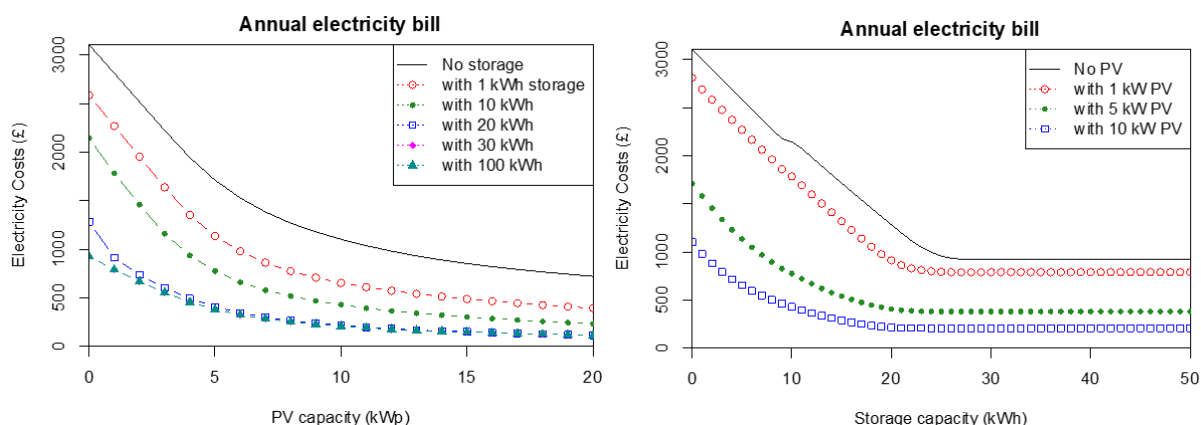 Annual electricity bill
No storage
with 1 kWh storage
with 10 kWh
with 20 kWh
with 30 kWh
with 100 kWh
Electricity Costs (£)
3000
2000
1000
500
0
0 5 10 15 20
PV capacity (kWp)
Annual electricity bill
No PV
with 1 kW PV
with 5 kW PV
with 10 kW PV
Electricity Costs (£)
3000
2000
1000
500
0
0 10 20 30 40 50
Storage capacity (kWh)